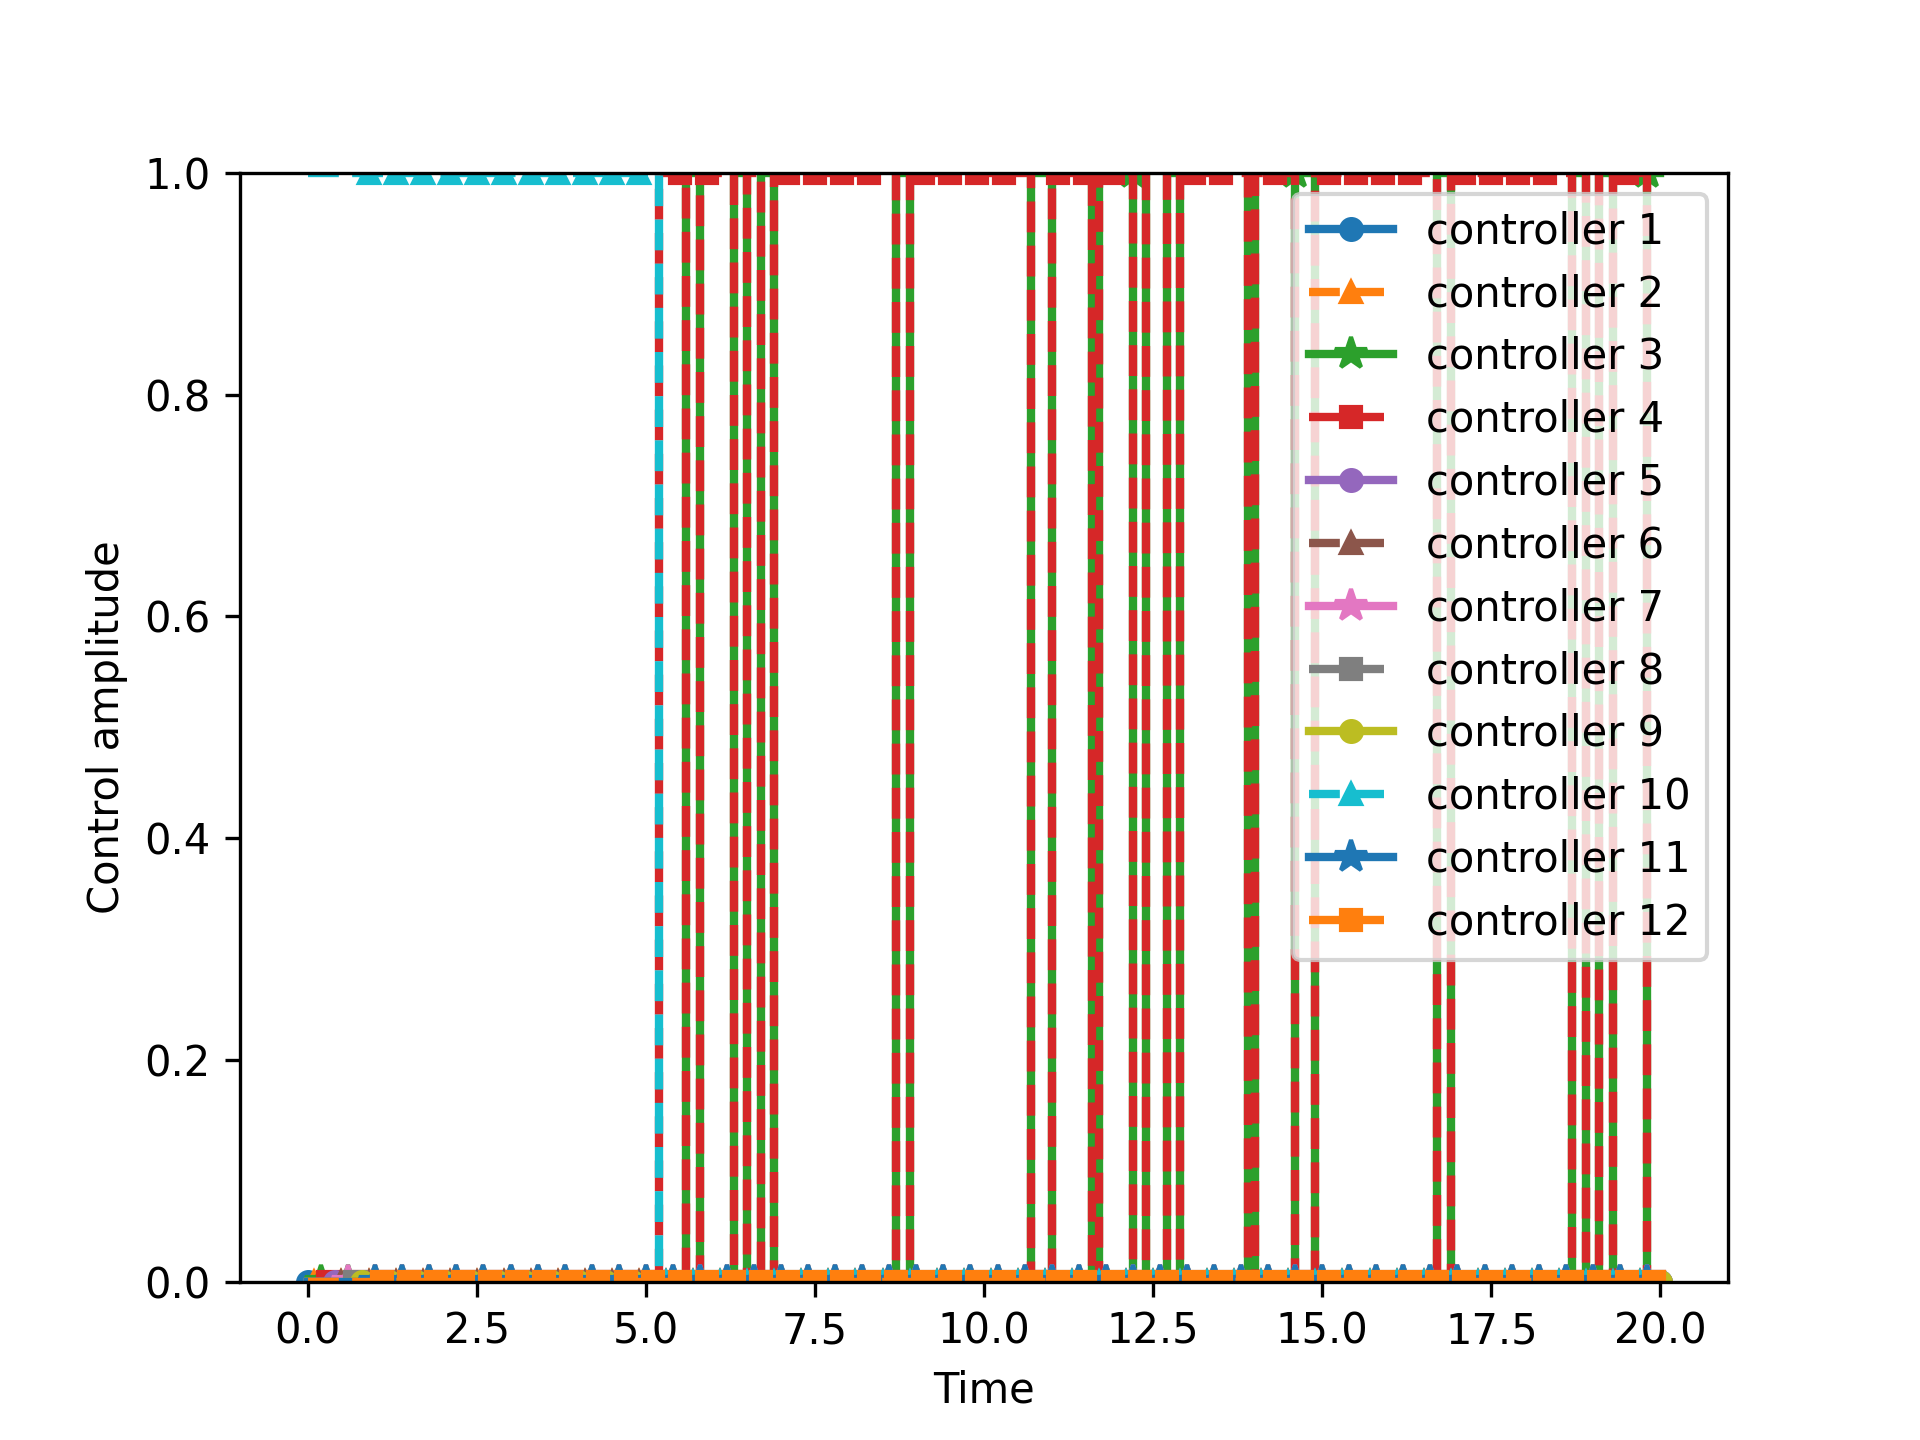 1.0
0.8
0.6
0.4
0.2
0.0
Control amplitude
0.0 2.5 5.0 7.5 10.0 12.5 15.0 17.5 20.0
Time
controller 1
controller 2
controller 3
controller 4
controller 5
controller 6
controller 7
controller 8
controller 9
controller 10
controller 11
controller 12